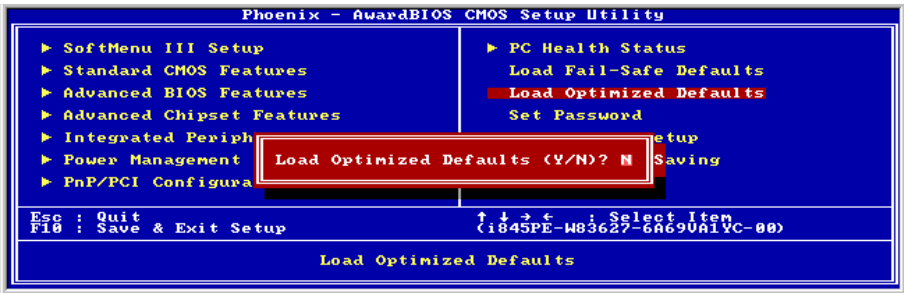 Phoenix - AwardBIOS CMOS Setup Utility
► SoftMenu III Setup
► Standard CMOS Features
► Advanced BIOS Features
► Advanced Chipset Features
► Integrated Periph
► Power Management
► PnP/PCI Configura
► PC Health Status
Load Fail-Safe Defaults
Load Optimized Defaults
Set Password
etup
Saving
Load Optimized Defaults (Y/N)? N
Esc : Quit
F10 : Save & Exit Setup
↑ ↓ → ← : Select Item
(i845PE-W83627-6A69VA1YC-00)
Load Optimized Defaults